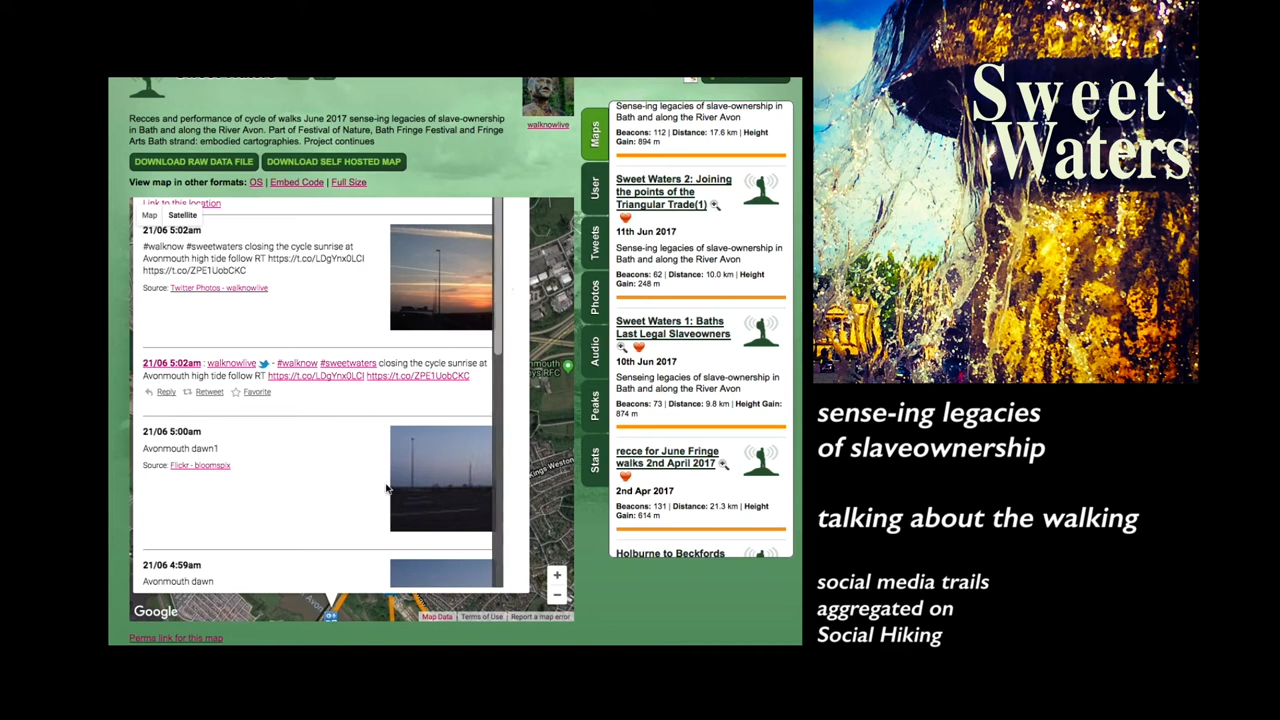 walknowlive
Recces and performance of cycle of walks June 2017 sense-ing legacies of slave-ownership
in Bath and along the River Avon. Part of Festival of Nature, Bath Fringe Festival and Fringe
Arts Bath strand: embodied cartographies. Project continues
DOWNLOAD RAW DATA FILE DOWNLOAD SELF HOSTED MAP
View map in other formats: OS | Embed Code | Full Size
Link to this location
Map Satellite
21/06 5:02am
#walknow #sweetwaters closing the cycle sunrise at
Avonmouth high tide follow RT https://t.co/LDgYnx0LCI
https://t.co/ZPE1UobCKC
Source: Twitter Photos - walknowlive
21/06 5:02am : walknowlive - #walknow #sweetwaters closing the cycle sunrise at
Avonmouth high tide follow RT https://t.co/LDgYnx0LCI https://t.co/ZPE1UobCKC
Reply Retweet Favorite
21/06 5:00am
Avonmouth dawn1
Source: Flickr - bloomspix
21/06 4:59am
Avonmouth dawn
Kings Weston
Google
Map Data Terms of Use Report a map error
Perma link for this map
Maps
User
Tweets
Photos
Audio
Peaks
Stats
Sense-ing legacies of slave-ownership in
Bath and along the River Avon
Beacons: 112 | Distance: 17.6 km | Height
Gain: 894 m
Sweet Waters 2: Joining
the points of the
Triangular Trade(1)
11th Jun 2017
Sense-ing legacies of slave-ownership in
Bath and along the River Avon
Beacons: 62 | Distance: 10.0 km | Height Gain:
248 m
Sweet Waters 1: Baths
Last Legal Slaveowners
10th Jun 2017
Senseing legacies of slave-ownership in
Bath and along the River Avon
Beacons: 73 | Distance: 9.8 km | Height Gain:
874 m
recce for June Fringe
walks 2nd April 2017
2nd Apr 2017
Beacons: 131 | Distance: 21.3 km | Height
Gain: 614 m
Holburne to Beckfords
Sweet
Waters
sense-ing legacies
of slaveownership
talking about the walking
social media trails
aggregated on
Social Hiking